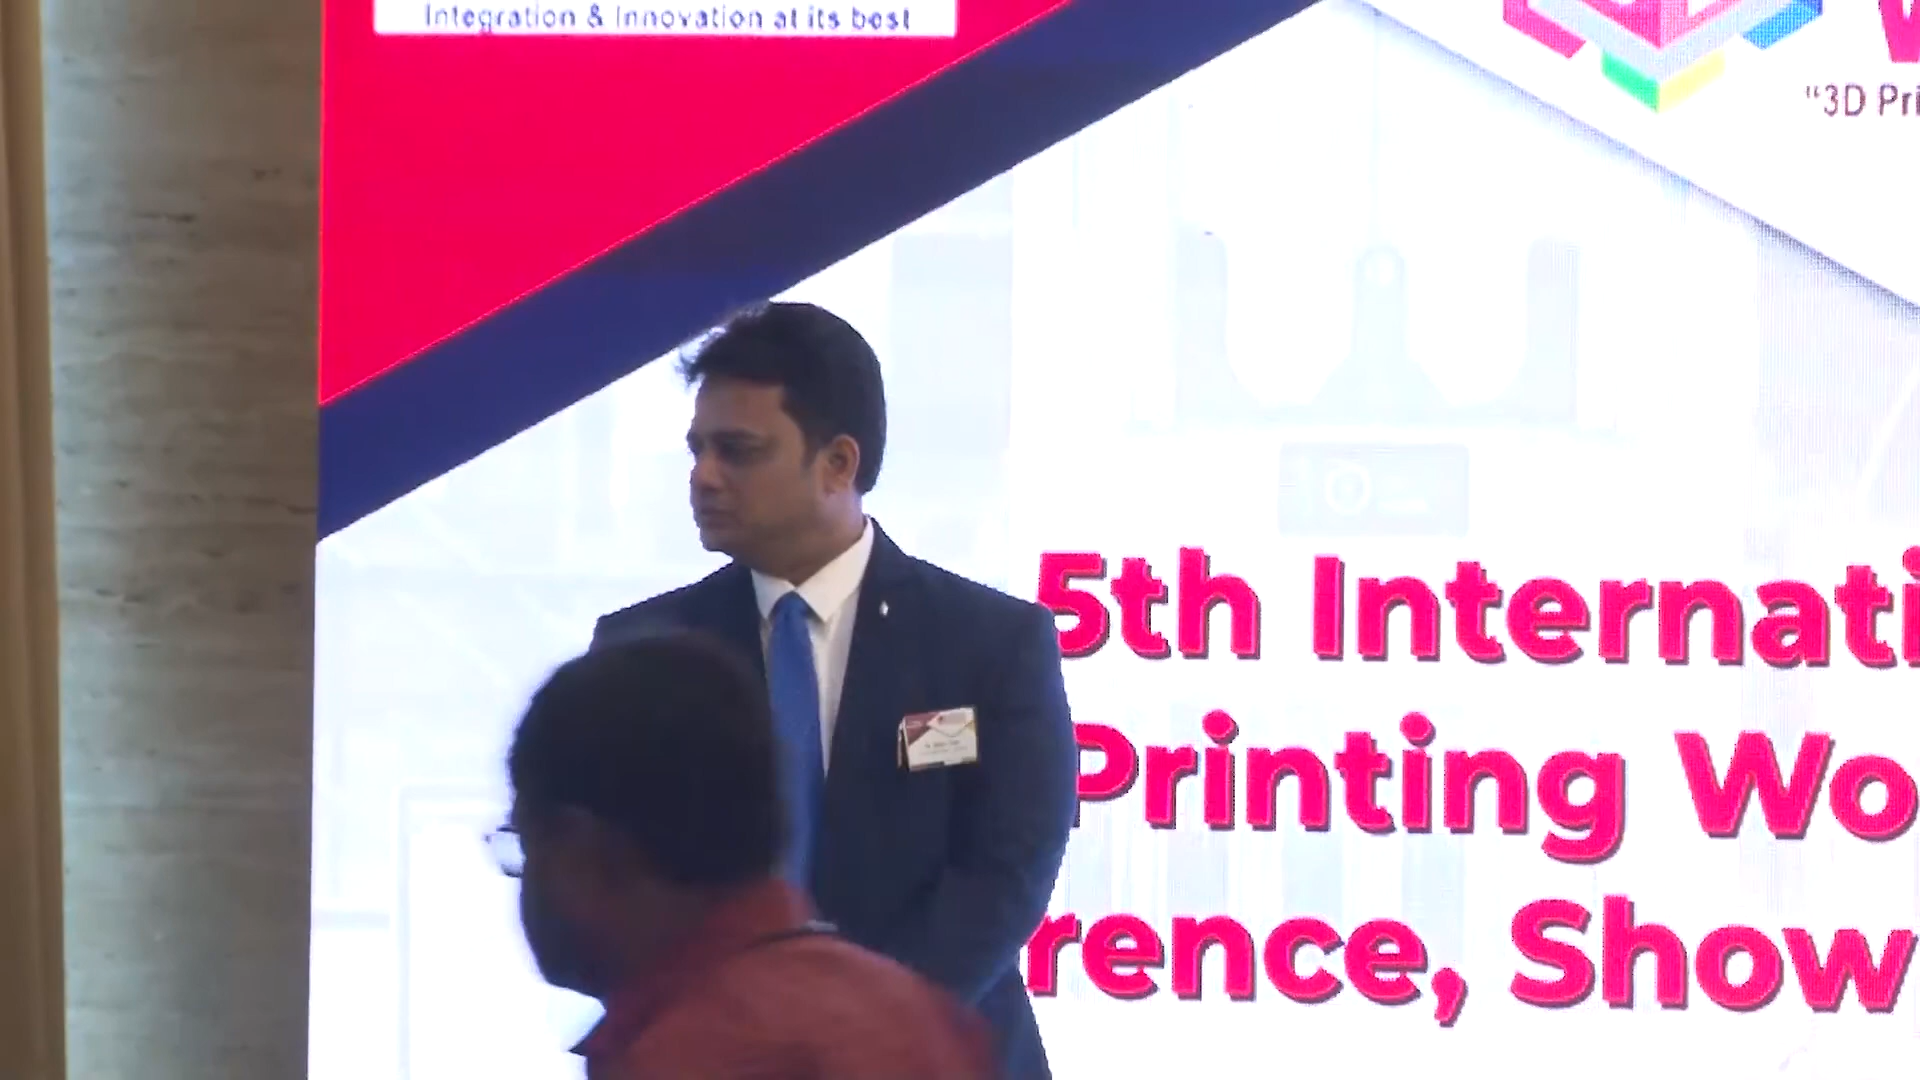 Integration & Innovation at its best
"3D Pri
5th Internati
Printing Wo
rence, Show